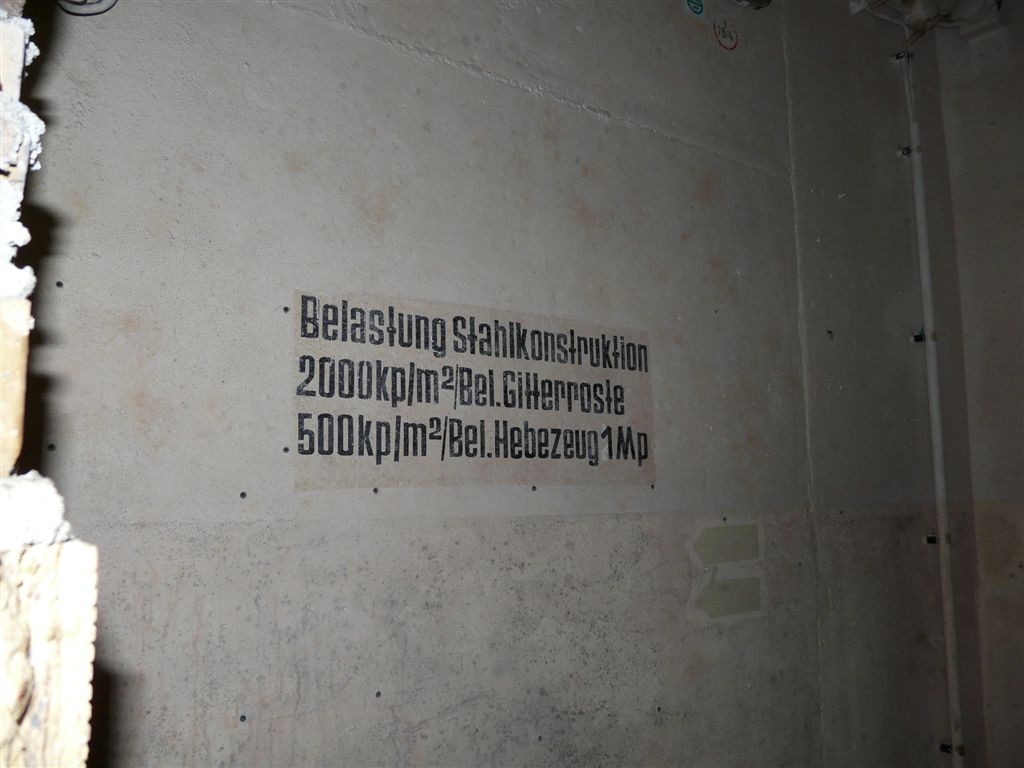 Belastung Stahlkonstruktion
2000kp/m²/Bel.Gitterroste
500kp/m²/Bel.Hebezeug 1Mp